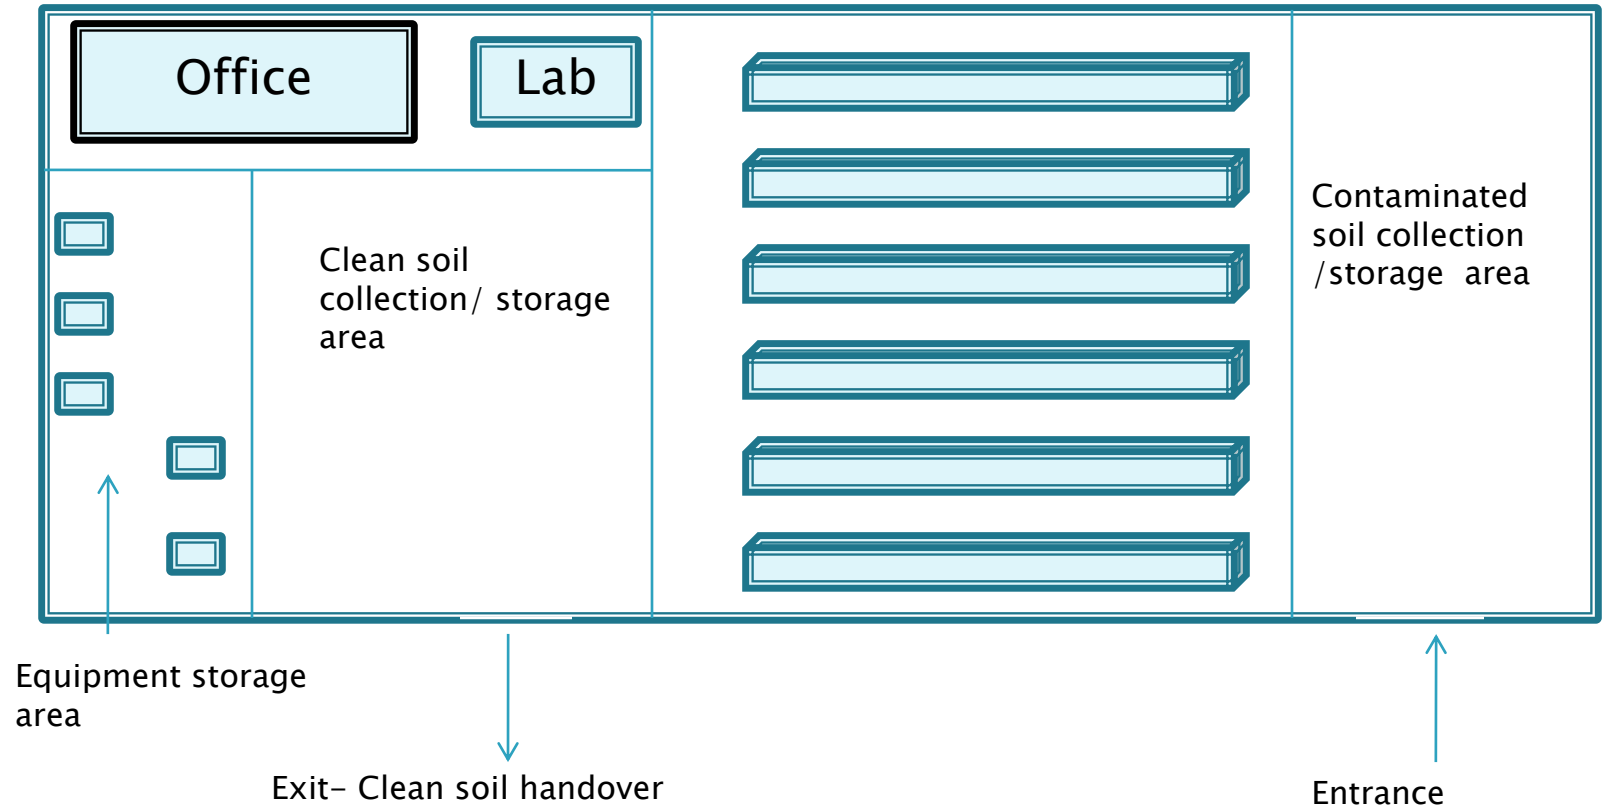 Office
Lab
Clean soil
collection/ storage
area
Contaminated
soil collection
/storage  area
Equipment storage
area
Exit- Clean soil handover
Entrance